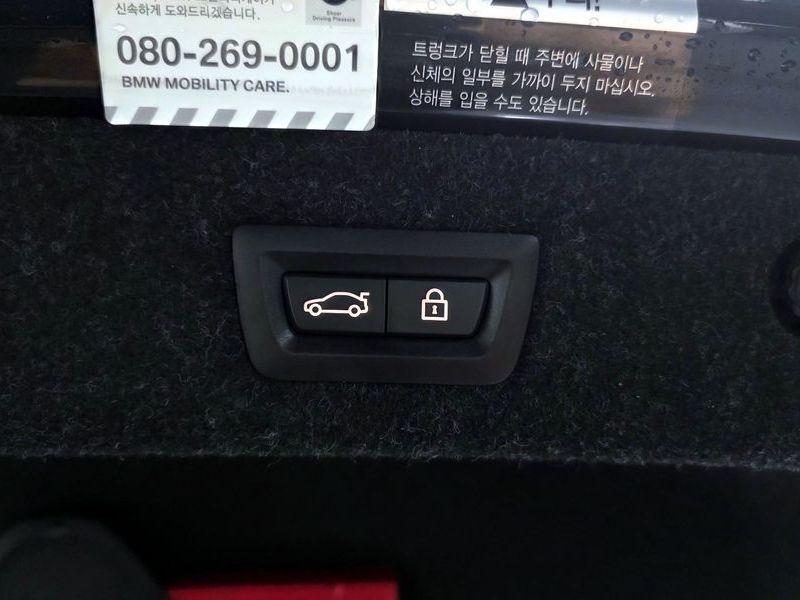 신속하게 도와드리겠습니다.
Sheer
Driving Pleasure
080-269-0001
BMW MOBILITY CARE.
트렁크가 닫힐 때 주변에 사물이나
신체의 일부를 가까이 두지 마십시오.
상해를 입을 수도 있습니다.